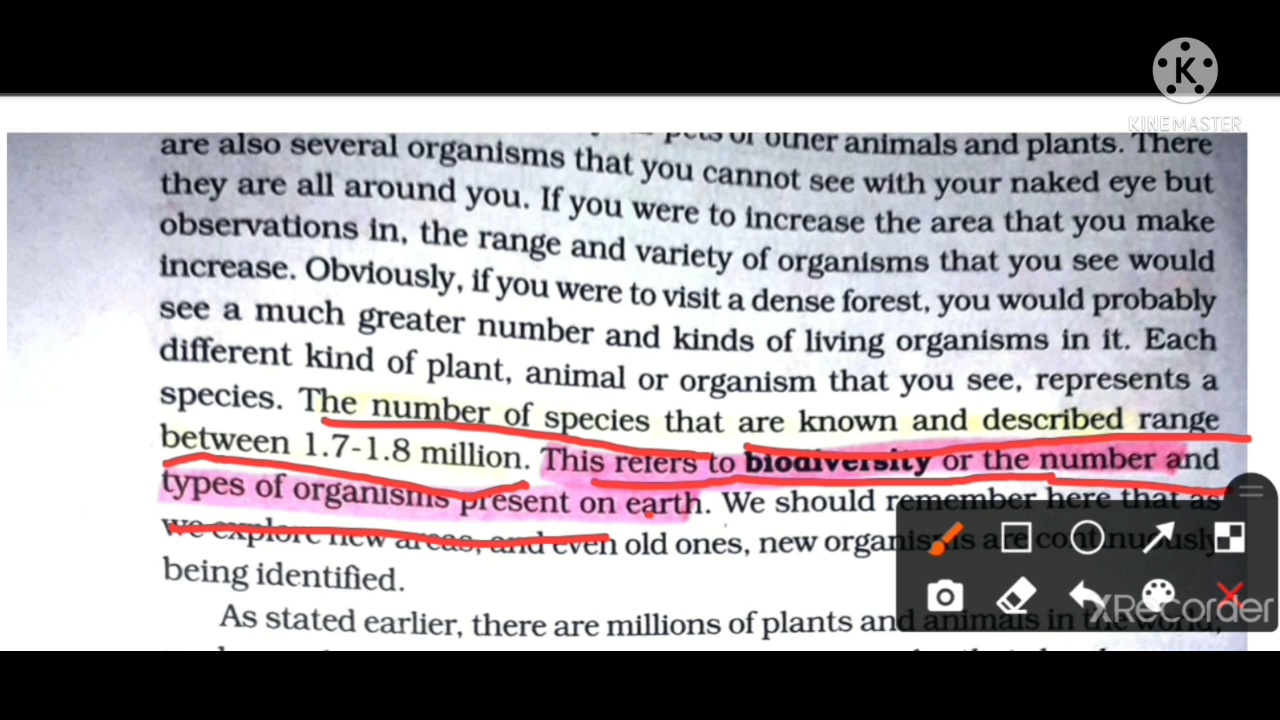 K
KINEMASTER
pets or other animals and plants. There
are also several organisms that you cannot see with your naked eye but
they are all around you. If you were to increase the area that you make
observations in, the range and variety of organisms that you see would
increase. Obviously, if you were to visit a dense forest, you would probably
see a much greater number and kinds of living organisms in it. Each
different kind of plant, animal or organism that you see, represents a
species. The number of species that are known and described range
between 1.7-1.8 million. This refers to biodiversity or the number and
types of organisms present on earth. We should remember here that as
we explore new areas, and even old ones, new organisms are continuously
being identified.
As stated earlier, there are millions of plants and animals in the world,
XRecorder